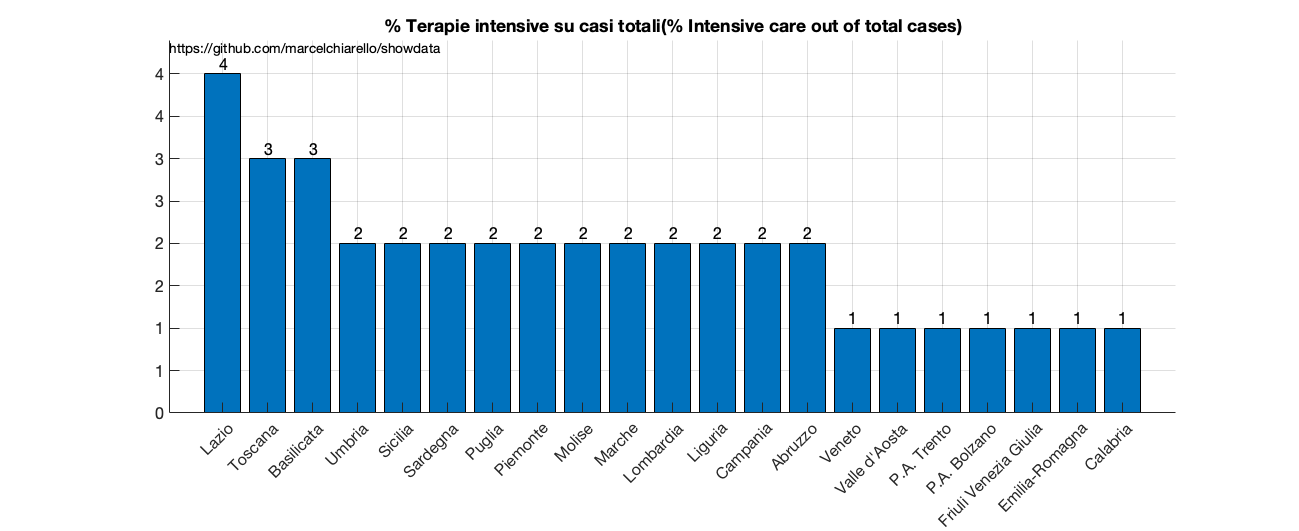 % Terapie intensive su casi totali(% Intensive care out of total cases)
https://github.com/marcelchiarello/showdata
4
3
3
2
2
2
2
2
2
2
2
2
2
2
1
1
1
1
1
1
1
4
4
3
3
2
2
1
1
0
Lazio
Toscana
Basilicata
Umbria
Sicilia
Sardegna
Puglia
Piemonte
Molise
Marche
Lombardia
Liguria
Campania
Abruzzo
Veneto
Valle d'Aosta
P.A. Trento
P.A. Bolzano
Friuli Venezia Giulia
Emilia-Romagna
Calabria